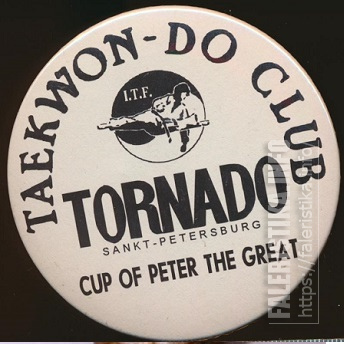 TAEKWON-DO CLUB
I.T.F.
TORNADO
SANKT-PETERSBURG
CUP OF PETER THE GREAT
FALERISTIKA.INFO
https://faleristika.info